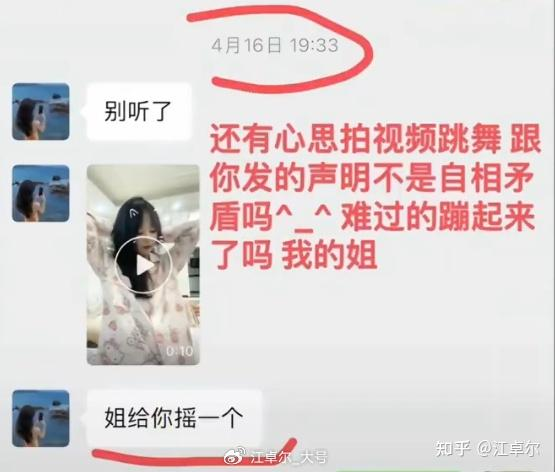 4月16日 19:33
别听了
还有心思拍视频跳舞 跟
你发的声明不是自相矛
盾吗^_^ 难过的蹦起来
了吗 我的姐
0:10
姐给你摇一个
江卓尔_大号
知乎 @江卓尔